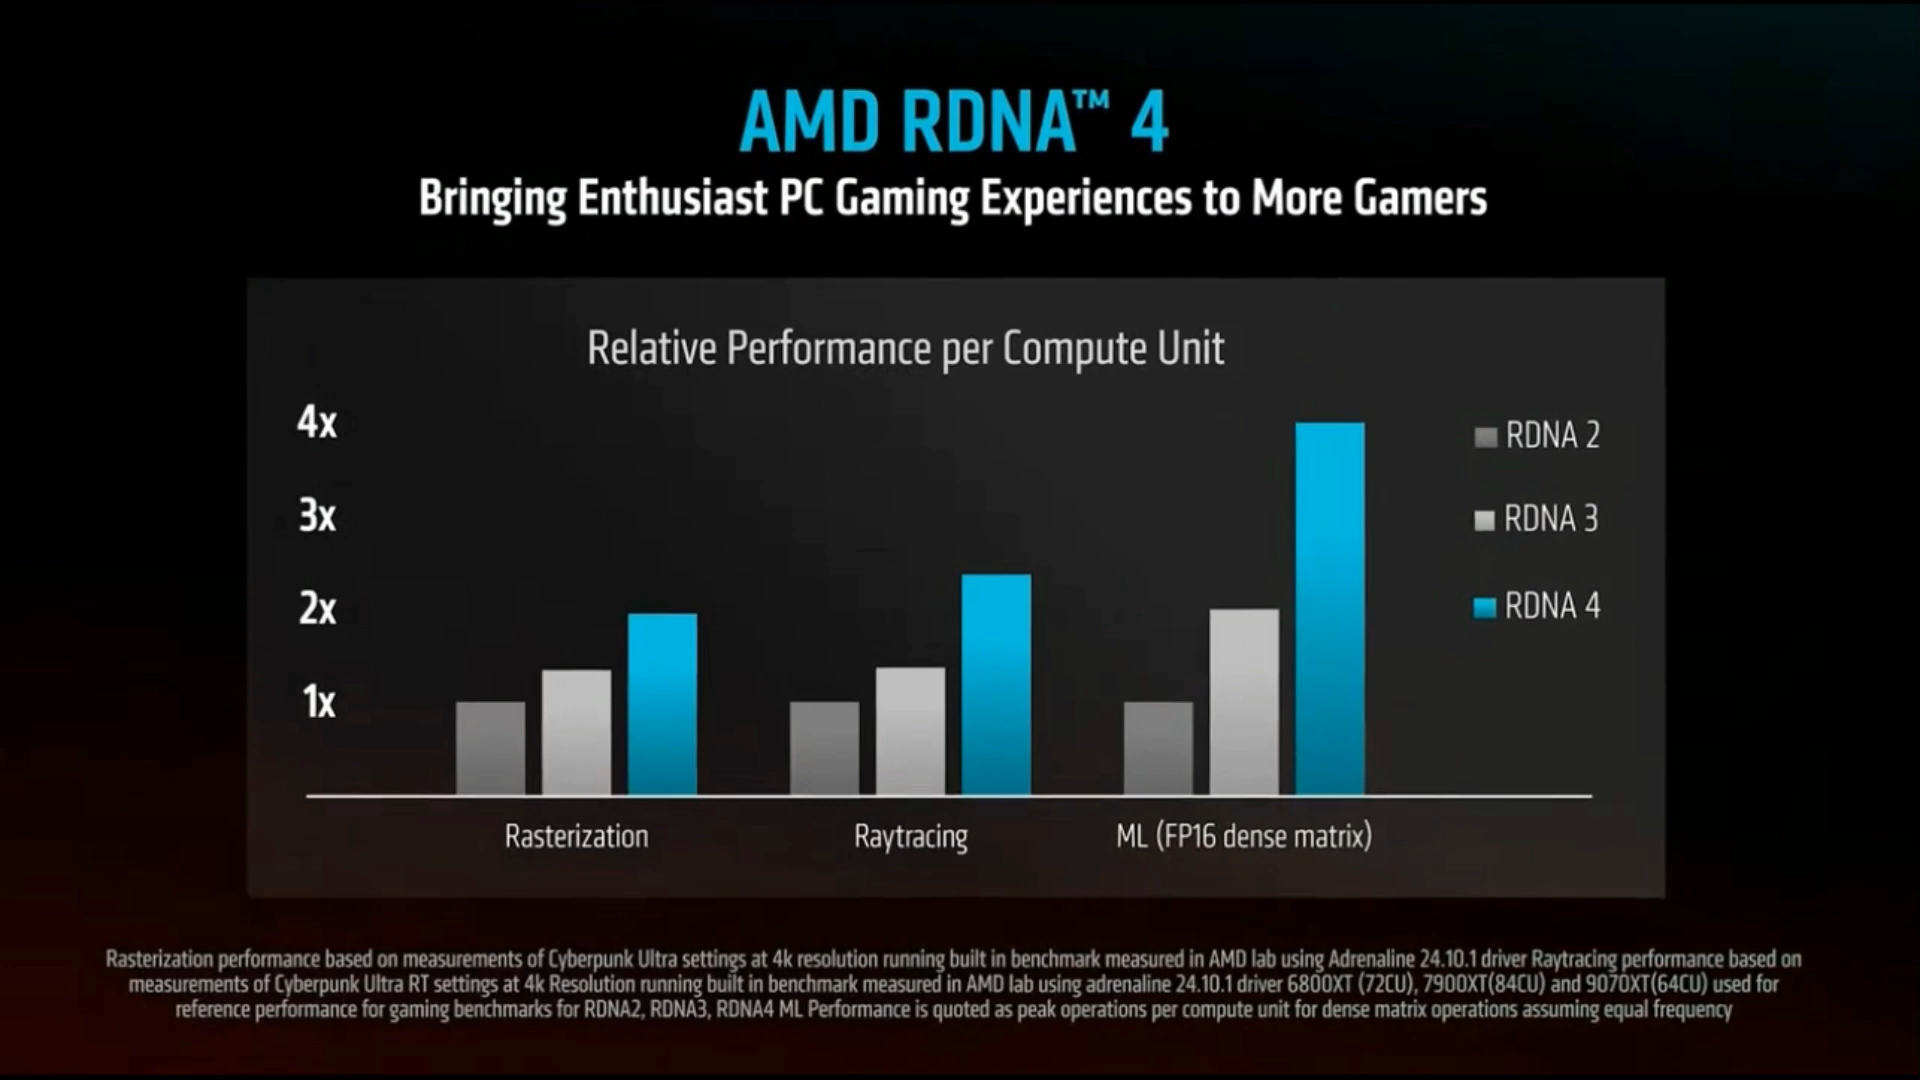 AMD RDNA™ 4
Bringing Enthusiast PC Gaming Experiences to More Gamers
Relative Performance per Compute Unit
4x
3x
2x
1x
RDNA 2
RDNA 3
RDNA 4
Rasterization
Raytracing
ML (FP16 dense matrix)
Rasterization performance based on measurements of Cyberpunk Ultra settings at 4k resolution running built in benchmark measured in AMD lab using Adrenaline 24.10.1 driver Raytracing performance based on
measurements of Cyberpunk Ultra RT settings at 4k Resolution running built in benchmark measured in AMD lab using adrenaline 24.10.1 driver 6800XT (72CU), 7900XT(84CU) and 9070XT(64CU) used for
reference performance for gaming benchmarks for RDNA2, RDNA3, RDNA4 ML Performance is quoted as peak operations per compute unit for dense matrix operations assuming equal frequency